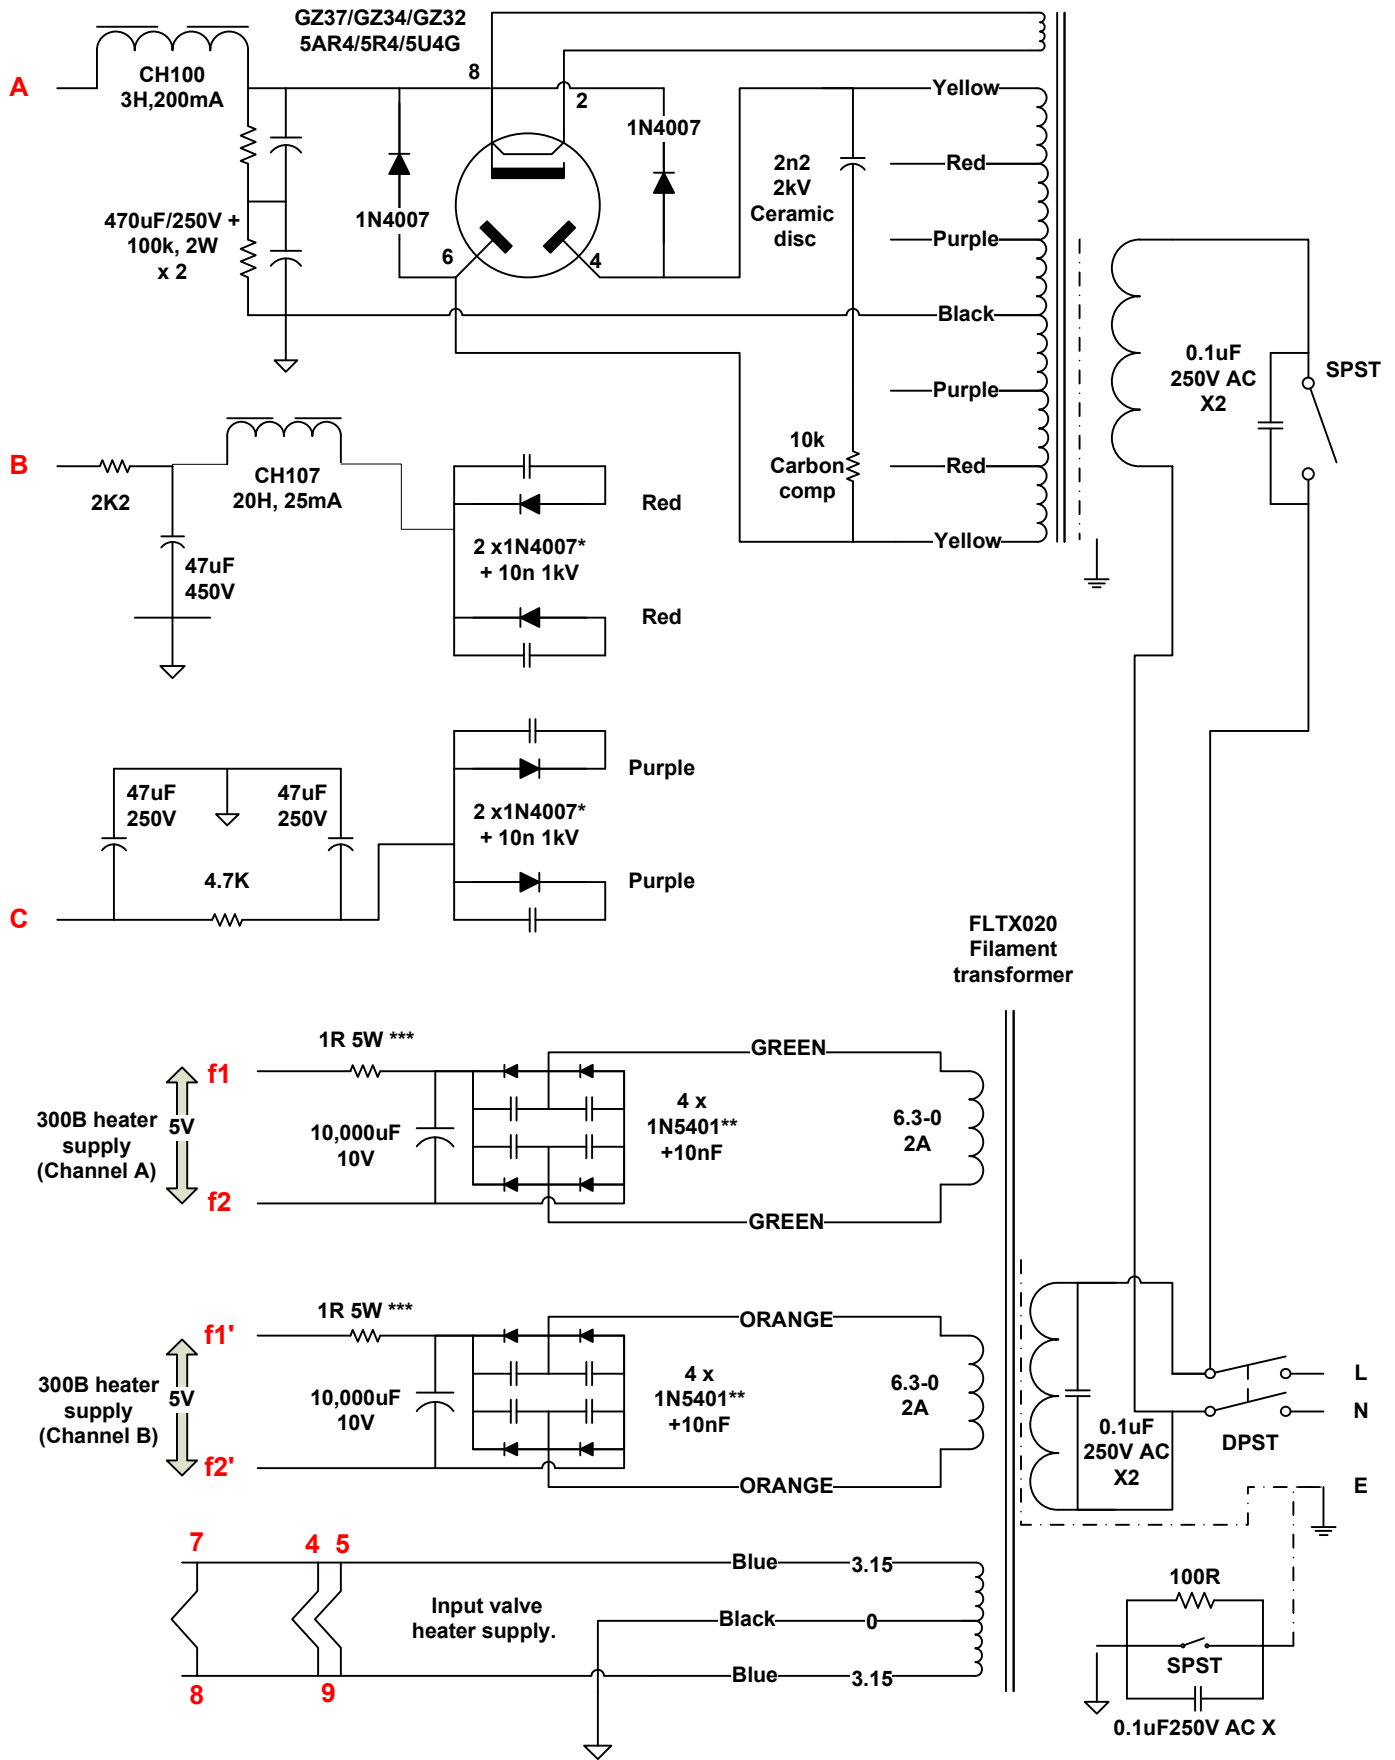 GZ37/GZ34/GZ32
5AR4/5R4/5U4G
A
CH100
3H,200mA
8
2
1N4007
Yellow
2n2
2kV
Ceramic
disc
Red
470uF/250V +
100k, 2W
x 2
1N4007
6
4
Purple
Black
0.1uF
250V AC
X2
SPST
Purple
10k
Carbon
comp
Red
Yellow
B
2K2
CH107
20H, 25mA
47uF
450V
Red
2 x1N4007*
+ 10n 1kV
Red
47uF
250V
47uF
250V
Purple
2 x1N4007*
+ 10n 1kV
Purple
4.7K
C
FLTX020
Filament
transformer
1R 5W ***
GREEN
f1
300B heater
supply
(Channel A)
5V
10,000uF
10V
4 x
1N5401**
+10nF
6.3-0
2A
f2
GREEN
1R 5W ***
ORANGE
f1'
300B heater
supply
(Channel B)
5V
10,000uF
10V
4 x
1N5401**
+10nF
6.3-0
2A
f2'
ORANGE
L
N
0.1uF
250V AC
X2
DPST
E
7
4
5
Blue
3.15
Input valve
heater supply.
Black
0
8
9
Blue
3.15
100R
SPST
0.1uF250V AC X